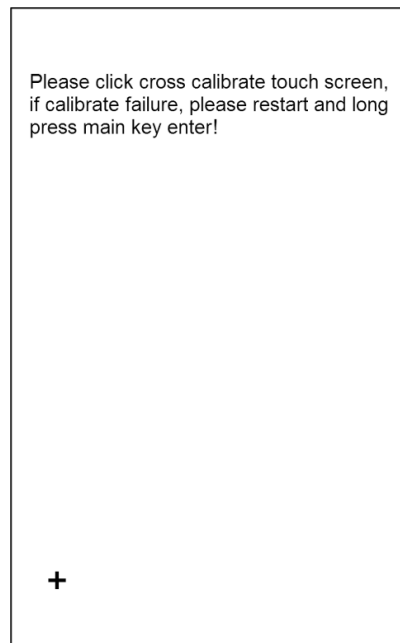 Please click cross calibrate touch screen,
if calibrate failure, please restart and long
press main key enter!